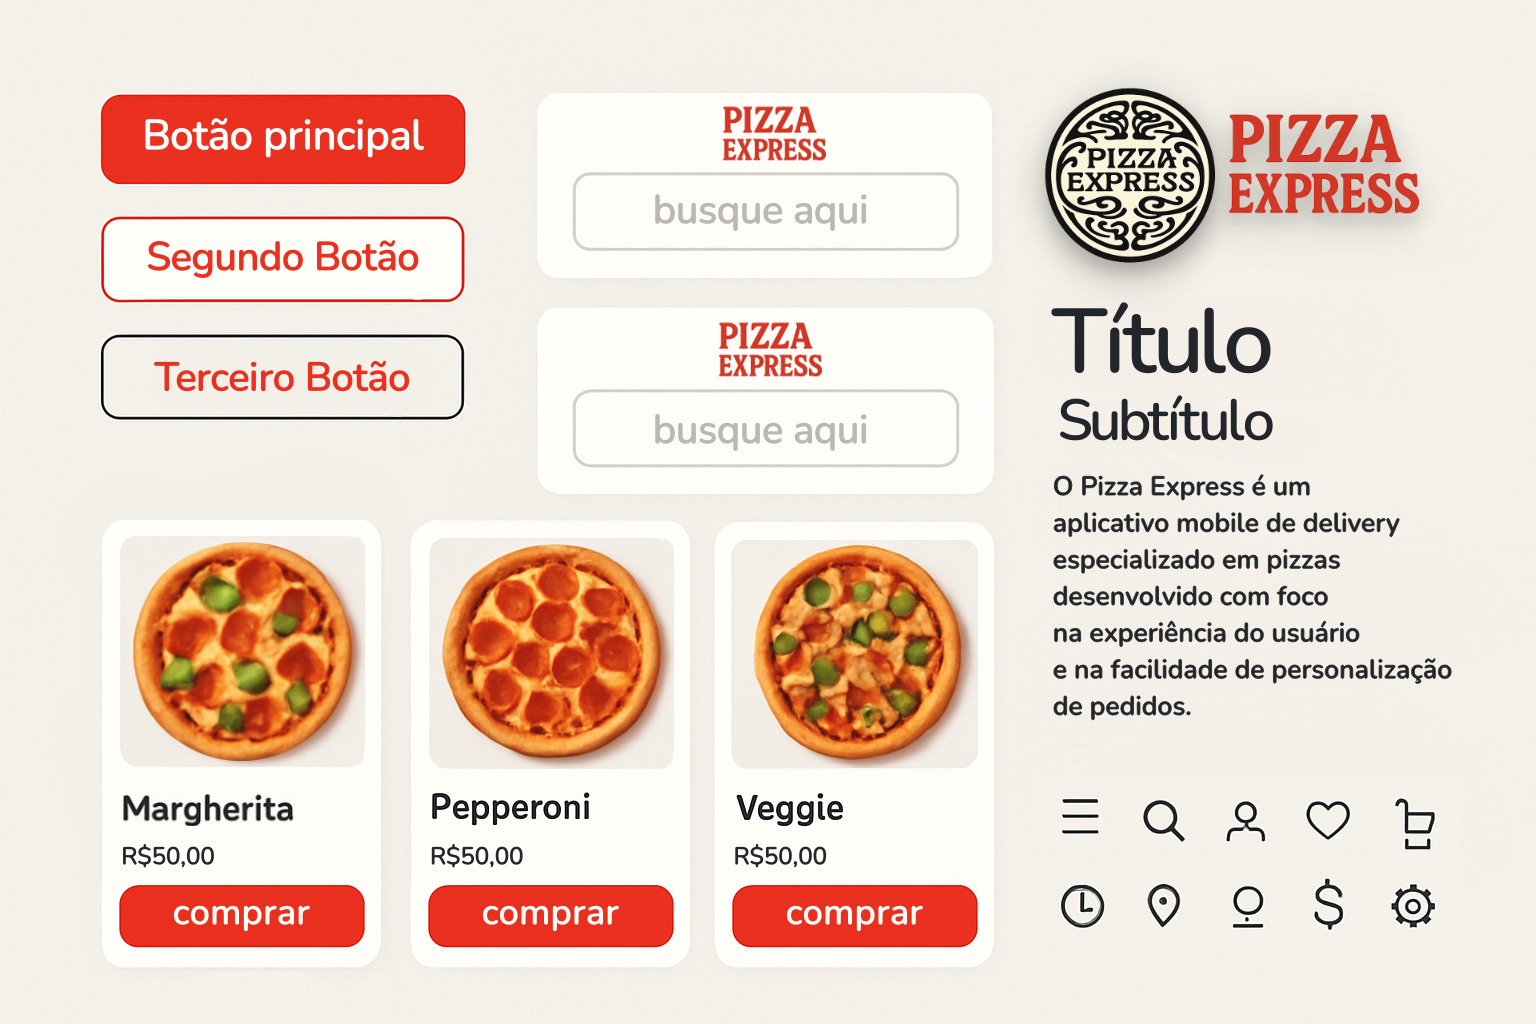 Botão principal
Segundo Botão
Terceiro Botão
PIZZA
EXPRESS
busque aqui
PIZZA
EXPRESS
busque aqui
PIZZA
EXPRESS
PIZZA
EXPRESS
Título
Subtítulo
O Pizza Express é um
aplicativo mobile de delivery
especializado em pizzas
desenvolvido com foco
na experiência do usuário
e na facilidade de personalização
de pedidos.
Margherita
R$50,00
comprar
Pepperoni
R$50,00
comprar
Veggie
R$50,00
comprar